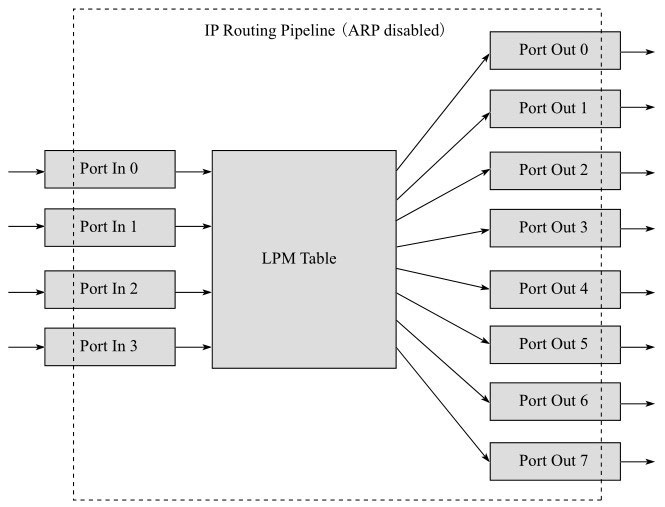 IP Routing Pipeline (ARP disabled)
Port Out 0
Port Out 1
Port In 0
Port Out 2
Port In 1
Port Out 3
LPM Table
Port In 2
Port Out 4
Port In 3
Port Out 5
Port Out 6
Port Out 7